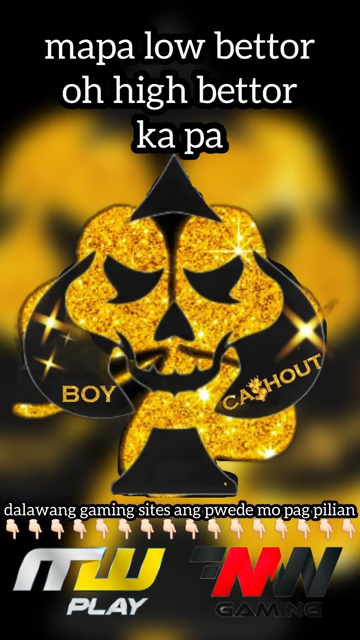 mapa low bettor
oh high bettor
ka pa
BOY
CASHOUT
dalawang gaming sites ang pwede mo pag pilian
MW
PLAY
GAMING